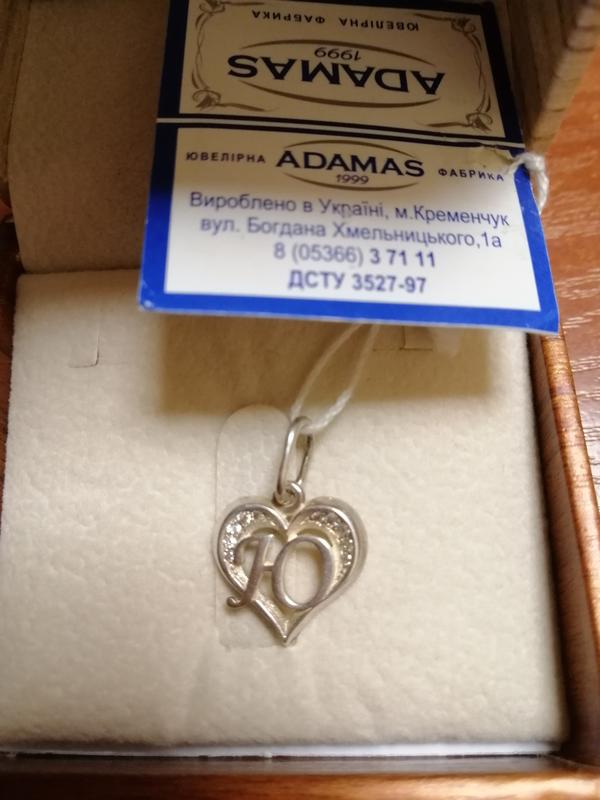 ЮВЕЛІРНА ФАБРИКА
ADAMAS
1999
ЮВЕЛІРНА ADAMAS ФАБРИКА
1999
Вироблено в Україні, м.Кременчук
вул. Богдана Хмельницького,1а
8 (05366) 3 71 11
ДСТУ 3527-97
Ю